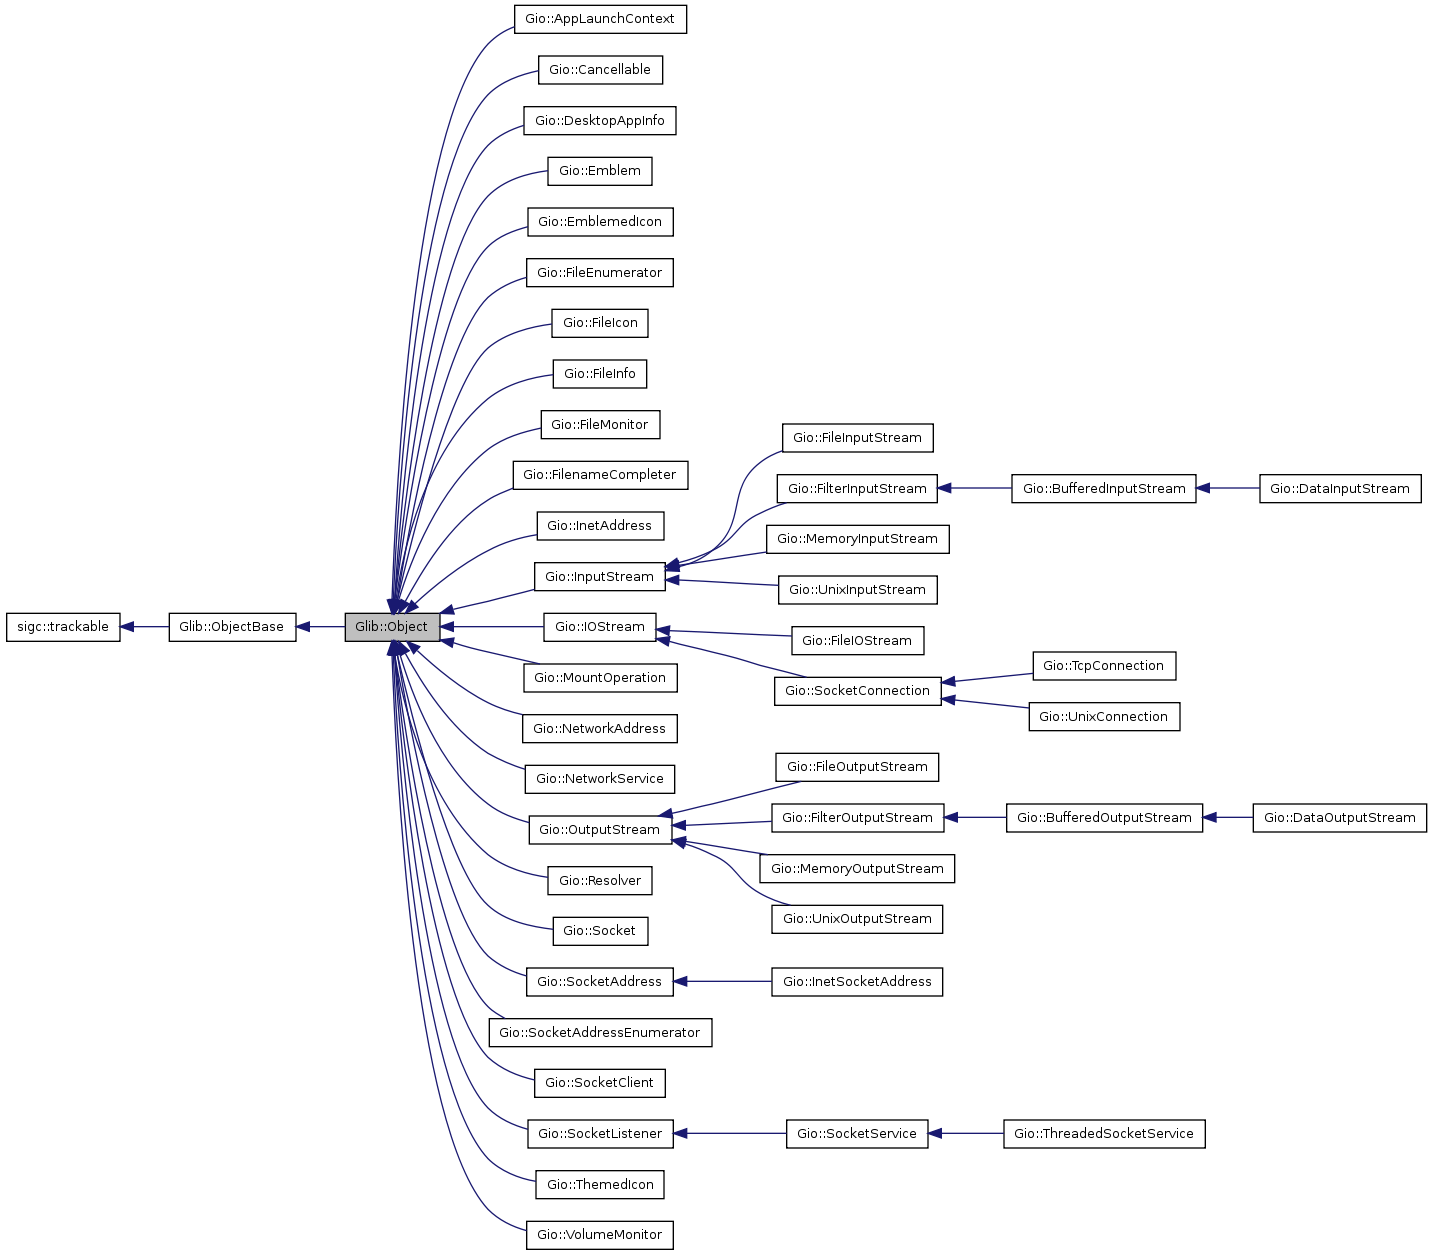 Gio::AppLaunchContext
Gio::Cancellable
Gio::DesktopAppInfo
Gio::Emblem
Gio::EmblemedIcon
Gio::FileEnumerator
Gio::FileIcon
Gio::FileInfo
Gio::FileMonitor
Gio::FileInputStream
Gio::FilenameCompleter
Gio::FilterInputStream
Gio::BufferedInputStream
Gio::DataInputStream
Gio::InetAddress
Gio::MemoryInputStream
Gio::InputStream
Gio::UnixInputStream
sigc::trackable
Glib::ObjectBase
Glib::Object
Gio::IOStream
Gio::FileIOStream
Gio::TcpConnection
Gio::MountOperation
Gio::SocketConnection
Gio::UnixConnection
Gio::NetworkAddress
Gio::NetworkService
Gio::FileOutputStream
Gio::OutputStream
Gio::FilterOutputStream
Gio::BufferedOutputStream
Gio::DataOutputStream
Gio::MemoryOutputStream
Gio::Resolver
Gio::UnixOutputStream
Gio::Socket
Gio::SocketAddress
Gio::InetSocketAddress
Gio::SocketAddressEnumerator
Gio::SocketClient
Gio::SocketListener
Gio::SocketService
Gio::ThreadedSocketService
Gio::ThemedIcon
Gio::VolumeMonitor